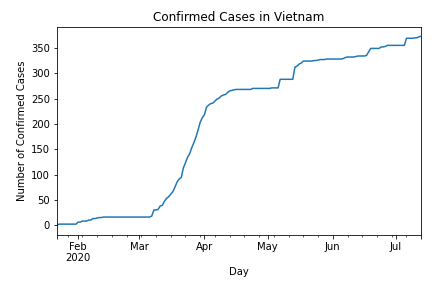 Confirmed Cases in Vietnam
Number of Confirmed Cases
350
300
250
200
150
100
50
0
Feb Mar Apr May Jun Jul
2020
Day